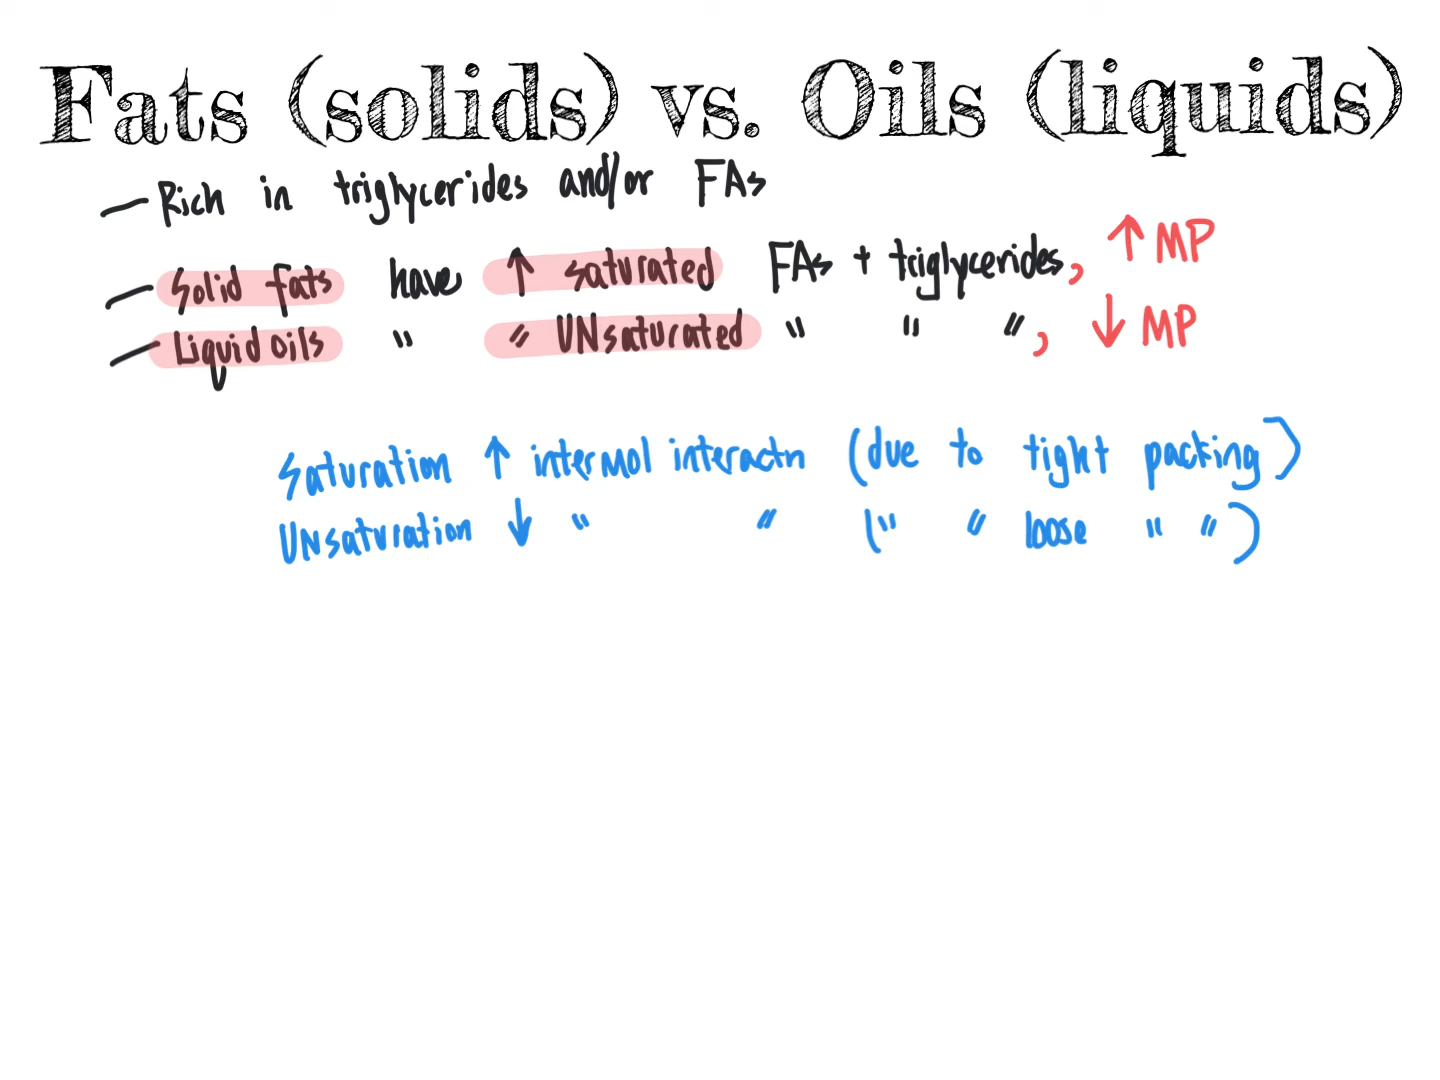 Fats (solids) vs. Oils (liquids)
— Rich in triglycerides and/or FAs
— Solid fats have ↑ saturated FAs + triglycerides, ↑ MP
— Liquid oils " " UNsaturated " " ", ↓ MP
Saturation ↑ intermol interactn (due to tight packing)
UNsaturation ↓ " " (" " loose " ")